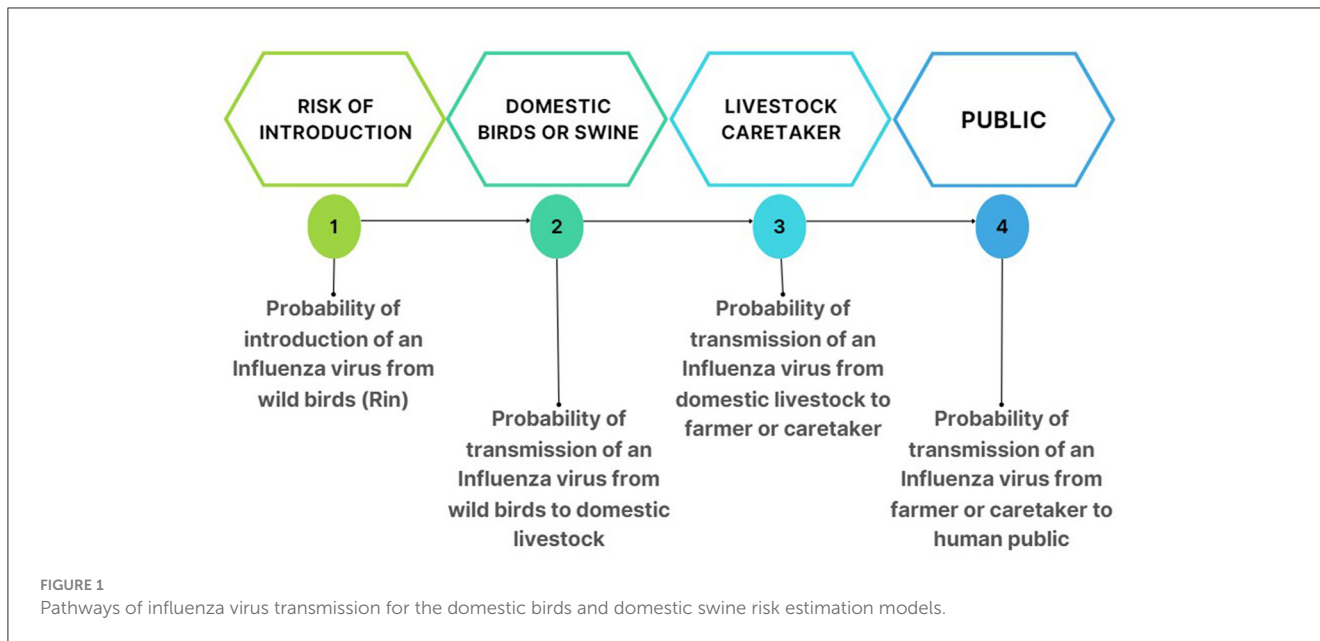 RISK OF
INTRODUCTION
DOMESTIC
BIRDS OR SWINE
LIVESTOCK
CARETAKER
PUBLIC
1
2
3
4
Probability of
introduction of an
Influenza virus from
wild birds (Rin)
Probability of
transmission of an
Influenza virus from
wild birds to domestic
livestock
Probability of
transmission of an
Influenza virus from
domestic livestock to
farmer or caretaker
Probability of
transmission of an
Influenza virus from
farmer or caretaker to
human public
FIGURE 1
Pathways of influenza virus transmission for the domestic birds and domestic swine risk estimation models.